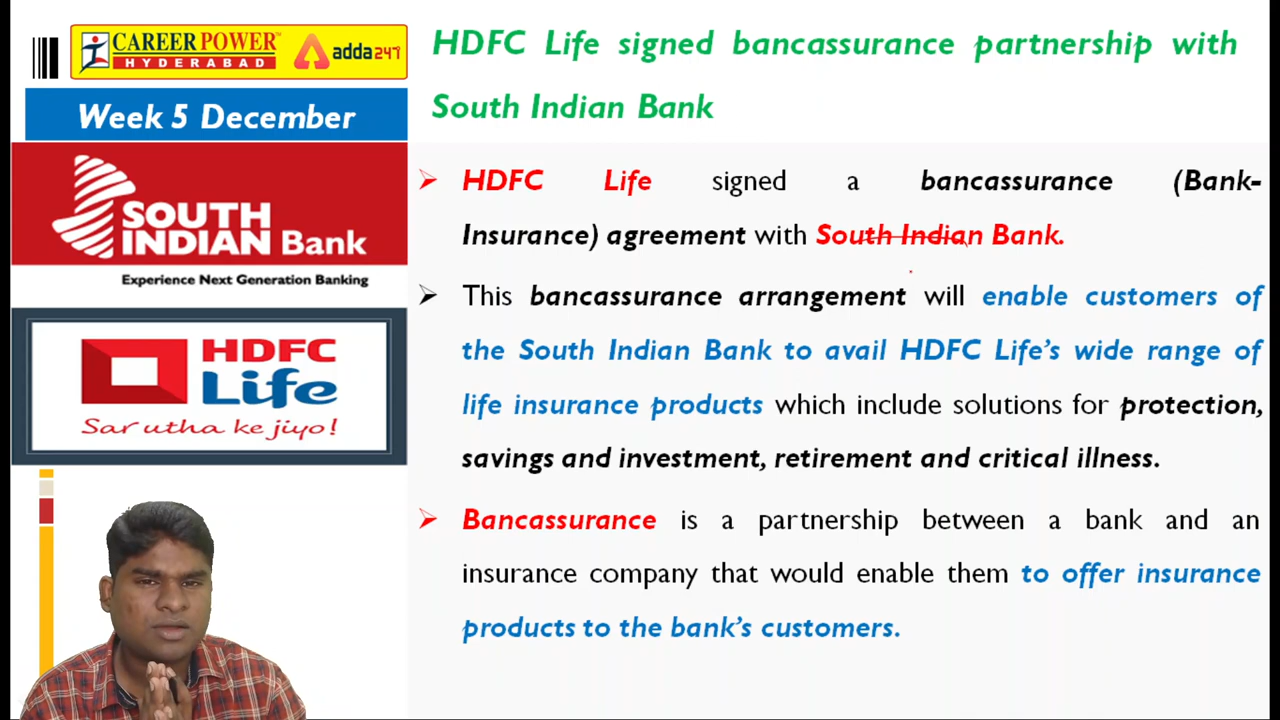 CAREER POWER
HYDERABAD
adda247
Week 5 December
SOUTH
INDIAN Bank
Experience Next Generation Banking
HDFC
Life
Sar utha ke jiyo!
HDFC Life signed bancassurance partnership with
South Indian Bank
HDFC Life signed a bancassurance (Bank-
Insurance) agreement with South Indian Bank.
This bancassurance arrangement will enable customers of
the South Indian Bank to avail HDFC Life’s wide range of
life insurance products which include solutions for protection,
savings and investment, retirement and critical illness.
Bancassurance is a partnership between a bank and an
insurance company that would enable them to offer insurance
products to the bank’s customers.